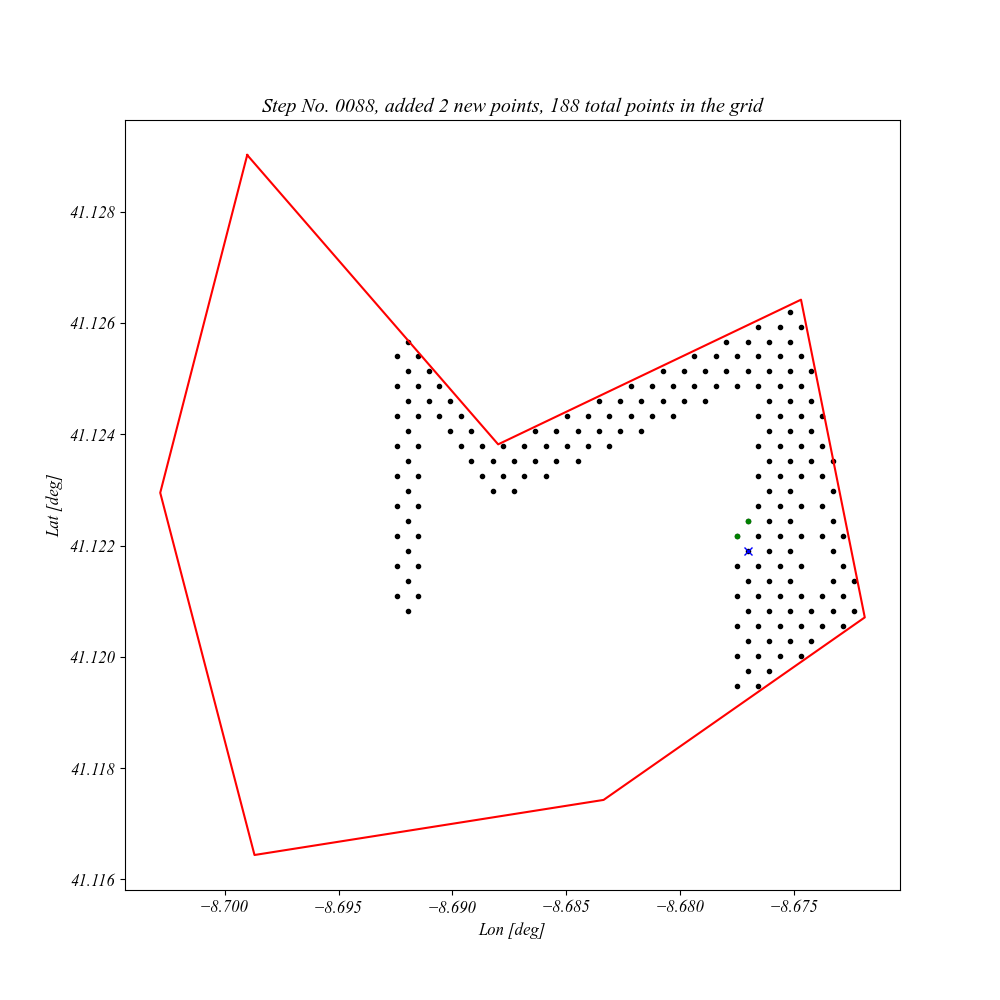 Step No. 0088, added 2 new points, 188 total points in the grid
41.128
41.126
41.124
41.122
41.120
41.118
41.116
Lat [deg]
−8.700 −8.695 −8.690 −8.685 −8.680 −8.675
Lon [deg]